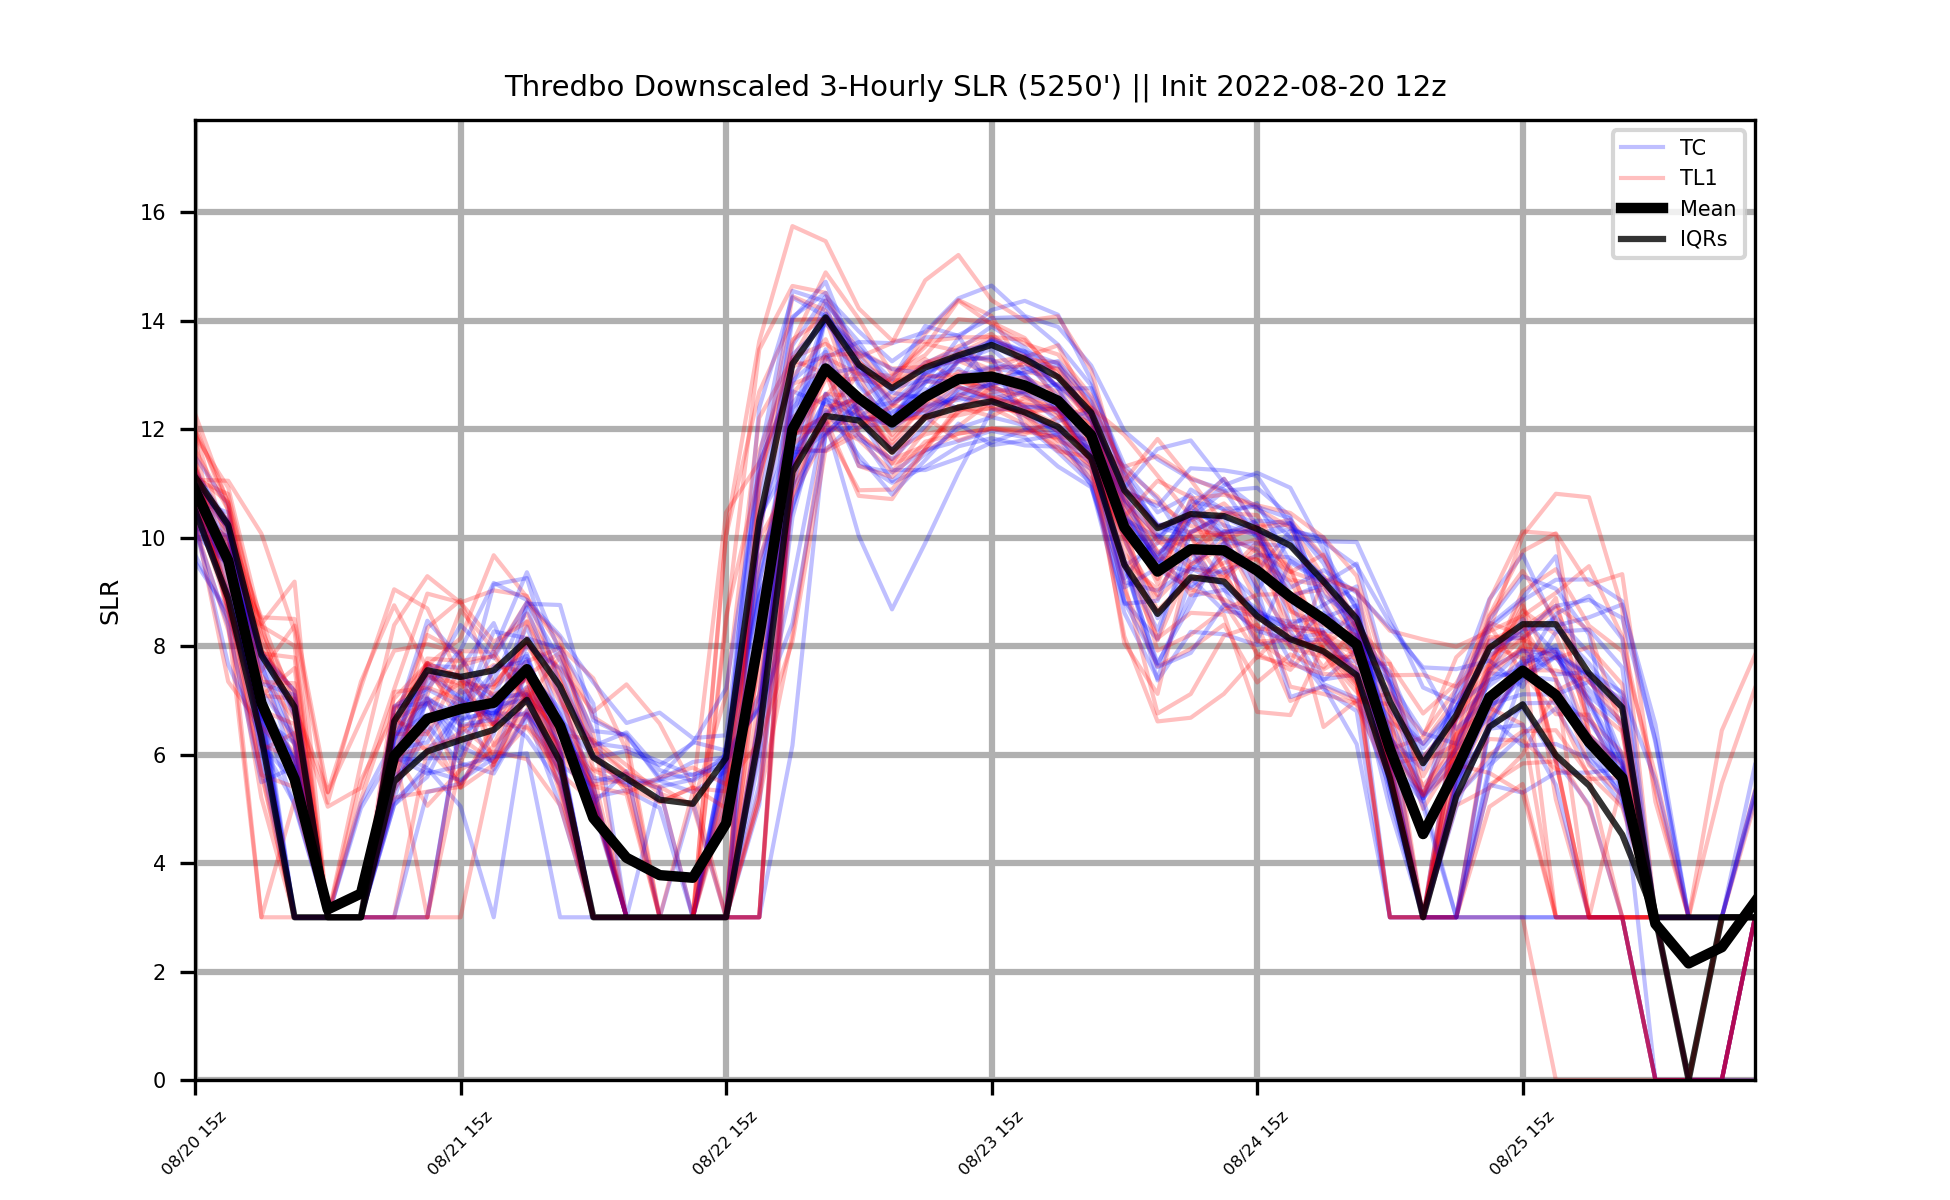 Thredbo Downscaled 3-Hourly SLR (5250') || Init 2022-08-20 12z
TC
TL1
Mean
IQRs
SLR
16
14
12
10
8
6
4
2
0
08/20 15z
08/21 15z
08/22 15z
08/23 15z
08/24 15z
08/25 15z